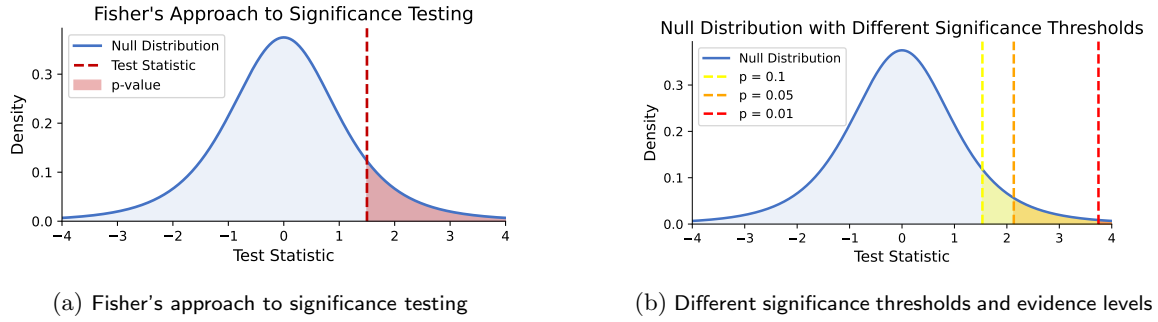 Fisher's Approach to Significance Testing
Null Distribution
Test Statistic
p-value
Density
0.3
0.2
0.1
0.0
−4 −3 −2 −1 0 1 2 3 4
Test Statistic
(a) Fisher's approach to significance testing
Null Distribution with Different Significance Thresholds
Null Distribution
p = 0.1
p = 0.05
p = 0.01
Density
0.3
0.2
0.1
0.0
−4 −3 −2 −1 0 1 2 3 4
Test Statistic
(b) Different significance thresholds and evidence levels